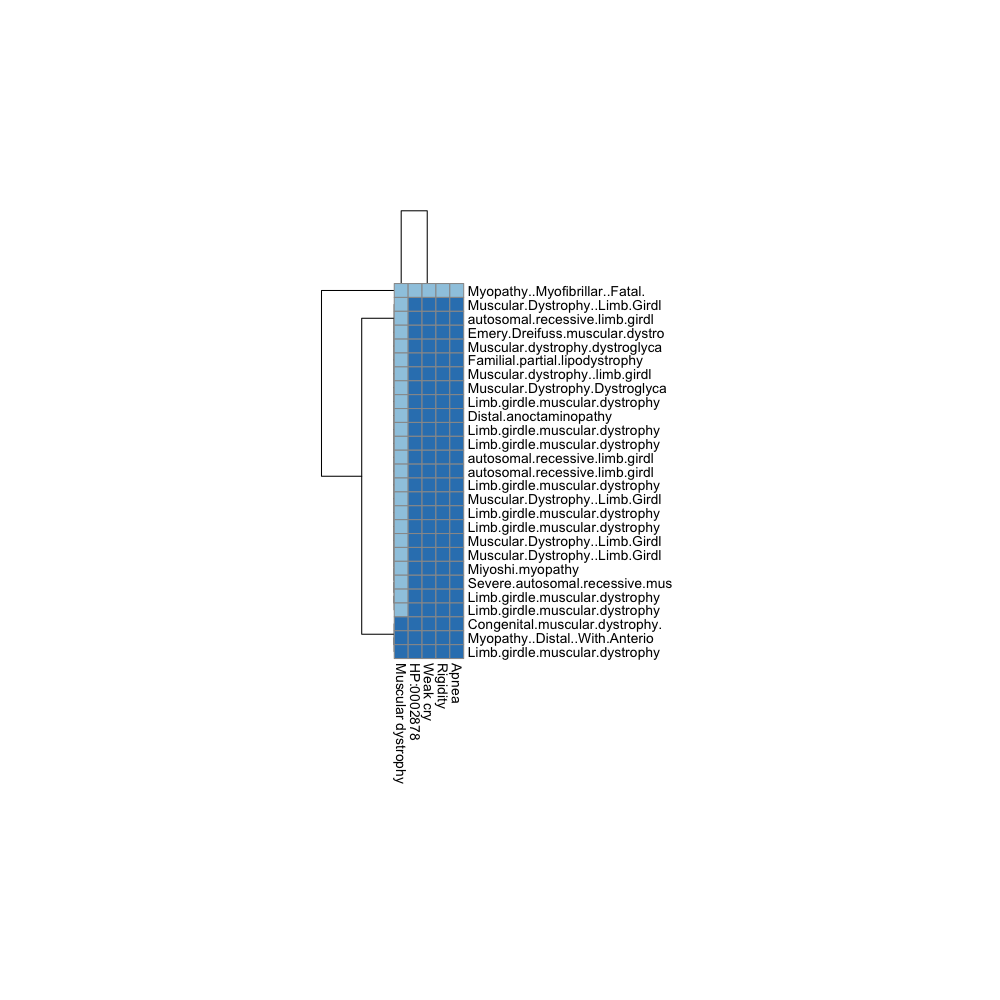 Myopathy..Myofibrillar..Fatal.
Muscular.Dystrophy..Limb.Girdl
autosomal.recessive.limb.girdl
Emery.Dreifuss.muscular.dystro
Muscular.dystrophy.dystroglyca
Familial.partial.lipodystrophy
Muscular.dystrophy..limb.girdl
Muscular.Dystrophy.Dystroglyca
Limb.girdle.muscular.dystrophy
Distal.anoctaminopathy
Limb.girdle.muscular.dystrophy
Limb.girdle.muscular.dystrophy
autosomal.recessive.limb.girdl
autosomal.recessive.limb.girdl
Limb.girdle.muscular.dystrophy
Muscular.Dystrophy..Limb.Girdl
Limb.girdle.muscular.dystrophy
Limb.girdle.muscular.dystrophy
Muscular.Dystrophy..Limb.Girdl
Muscular.Dystrophy..Limb.Girdl
Miyoshi.myopathy
Severe.autosomal.recessive.mus
Limb.girdle.muscular.dystrophy
Limb.girdle.muscular.dystrophy
Congenital.muscular.dystrophy.
Myopathy..Distal..With.Anterio
Limb.girdle.muscular.dystrophy
Muscular dystrophy
HP:0002878
Weak cry
Rigidity
Apnea